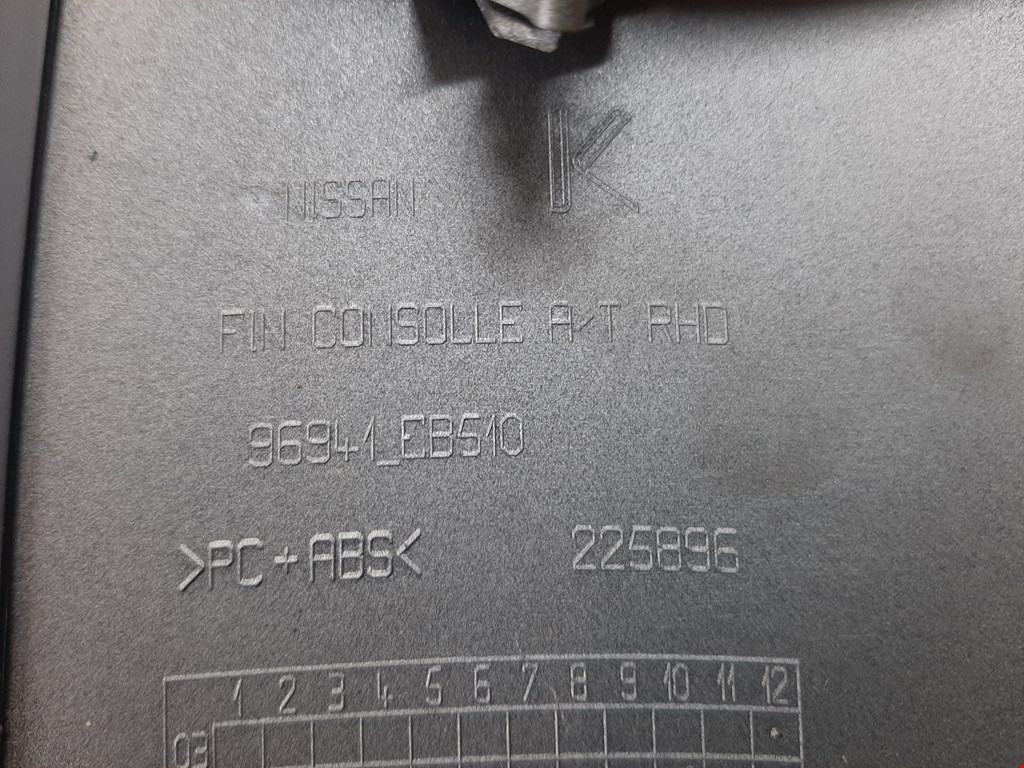 K
NISSAN
FIN CONSOLLE A/T RHD
96941_EB510
>PC+ABS< 225896
1 2 3 4 5 6 7 8 9 10 11 12
03